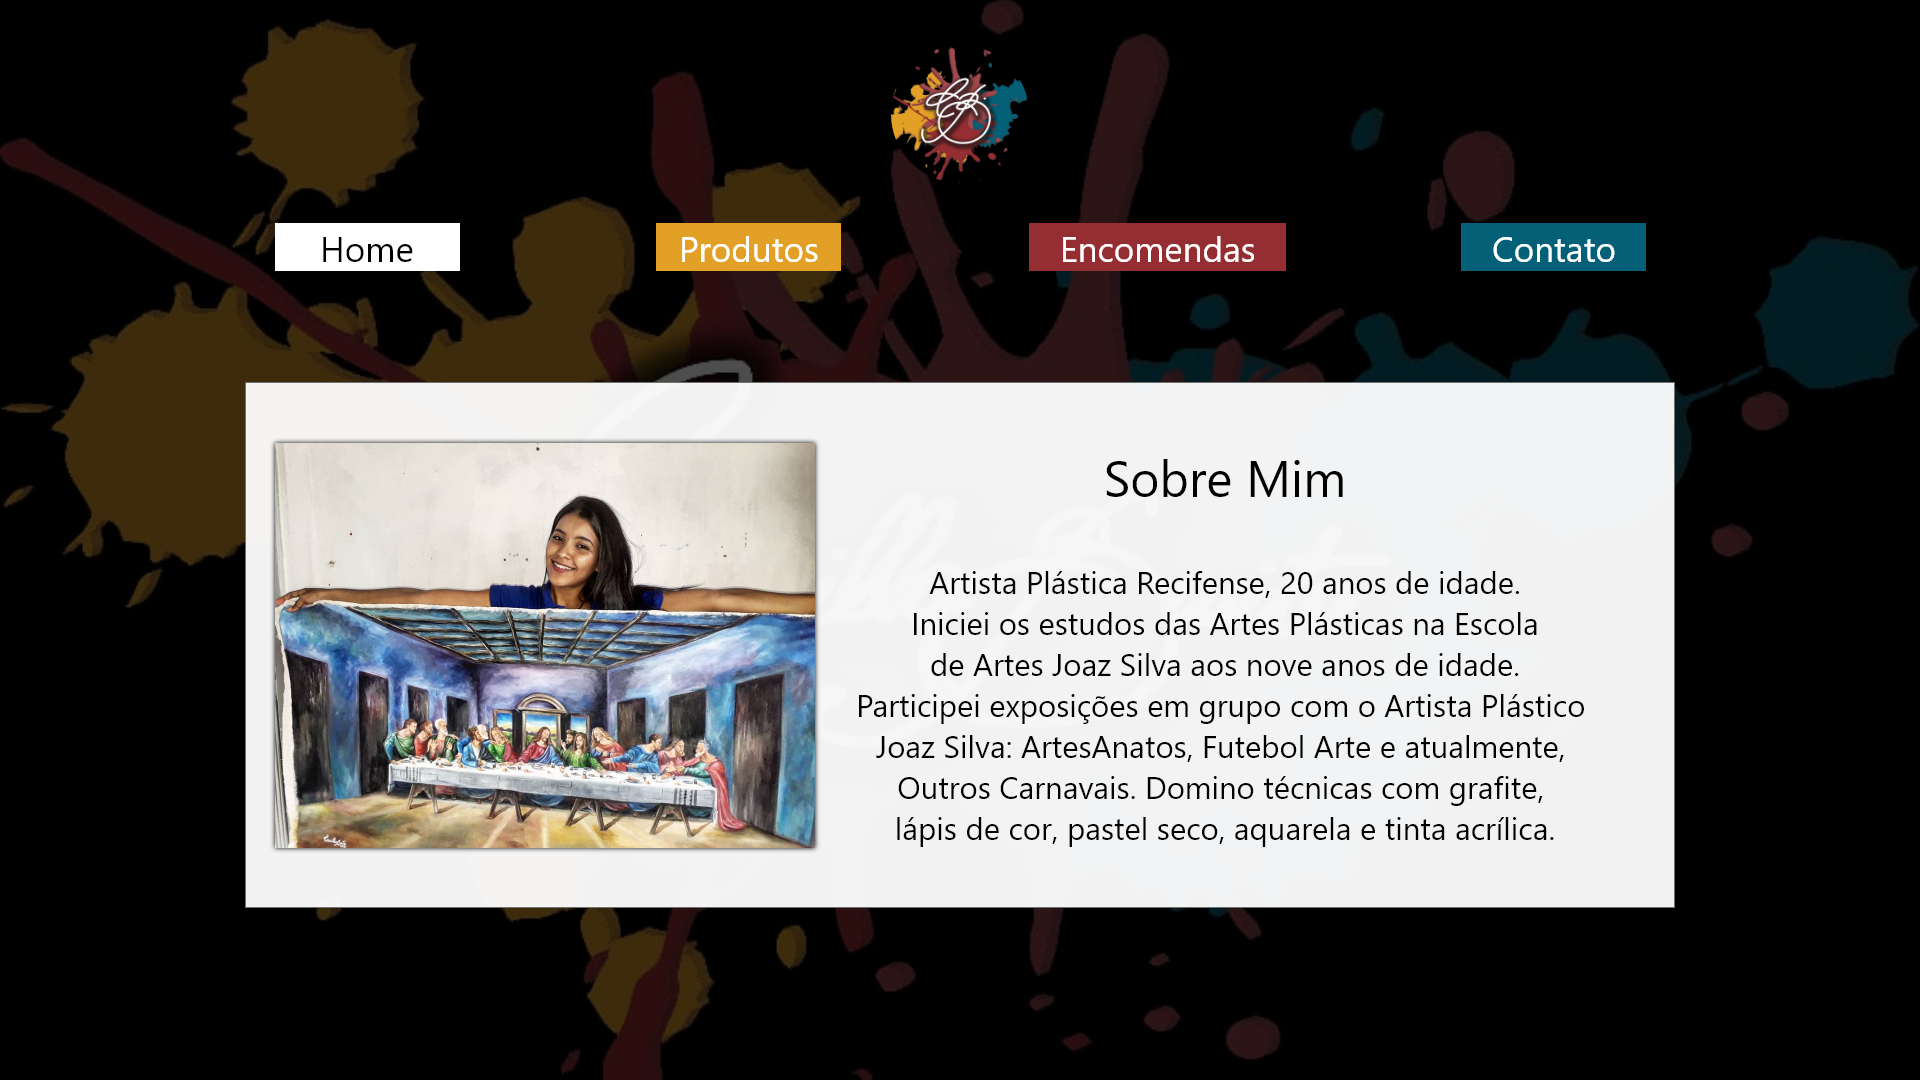 Home
Produtos
Encomendas
Contato
Sobre Mim
Artista Plástica Recifense, 20 anos de idade.
Iniciei os estudos das Artes Plásticas na Escola
de Artes Joaz Silva aos nove anos de idade.
Participei exposições em grupo com o Artista Plástico
Joaz Silva: ArtesAnatos, Futebol Arte e atualmente,
Outros Carnavais. Domino técnicas com grafite,
lápis de cor, pastel seco, aquarela e tinta acrílica.